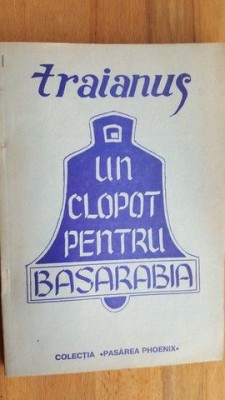 traianus
UN
CLOPOT
PENTRU
BASARABIA
COLECȚIA «PASĂREA PHOENIX»